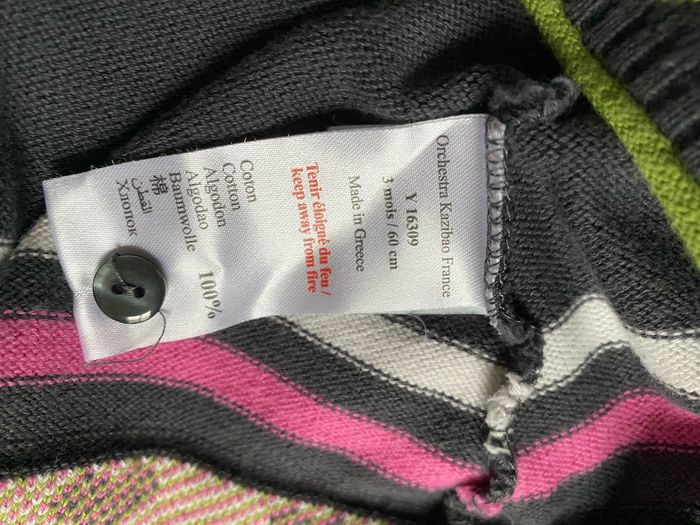 Orchestra Kazibao France
Y 16309
3 mois / 60 cm
Made in Greece
Tenir éloigné du feu /
keep away from fire
Coton
Cotton
Algodon
Algodao
Baumwolle 100%
棉
القطن
Хлопок